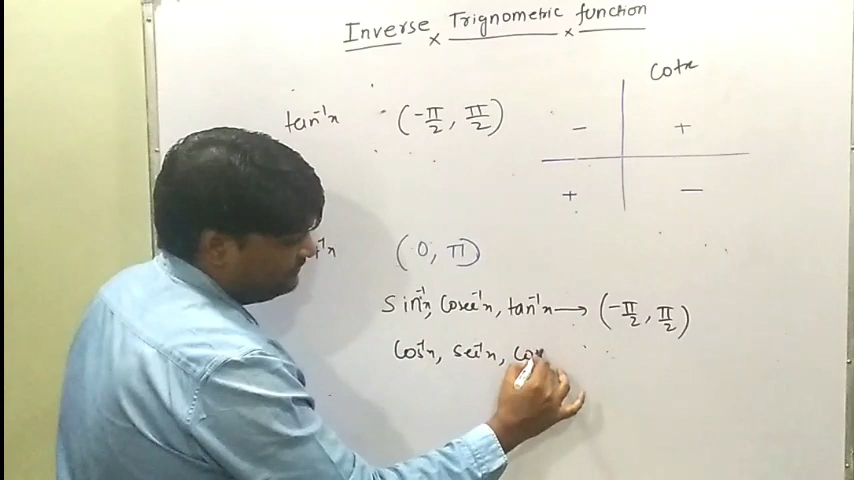 Inverse Trignometric function
tan⁻¹x (-π/2, π/2)
cotx
- +
+ -
(0, π)
sin⁻¹x, cosec⁻¹x, tan⁻¹x → (-π/2, π/2)
cos⁻¹x, sec⁻¹x,